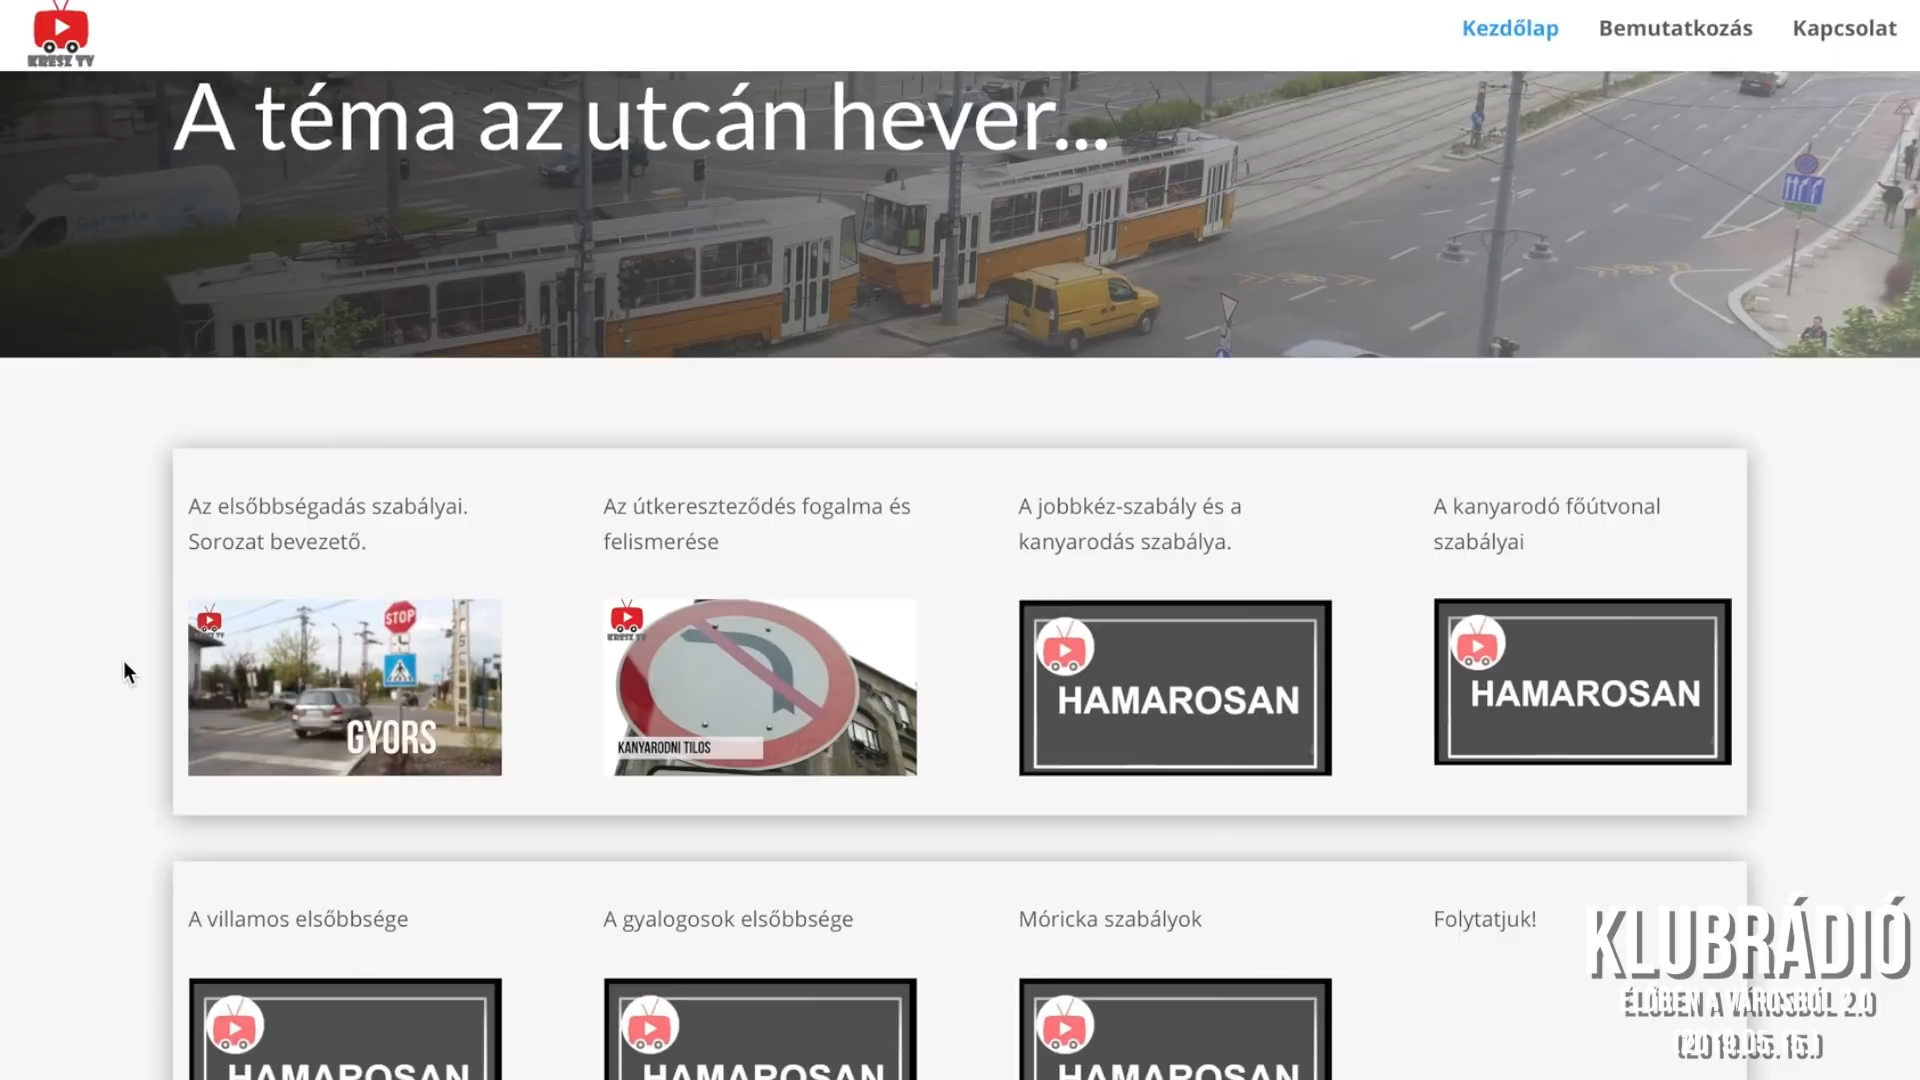 KRESZ TV
Kezdőlap
Bemutatkozás
Kapcsolat
A téma az utcán hever...
Az elsőbbségadás szabályai.
Sorozat bevezető.
Az útkereszteződés fogalma és
felismerése
A jobbkéz-szabály és a
kanyarodás szabálya.
A kanyarodó főútvonal
szabályai
STOP
GYORS
KRESZ TV
KANYARODNI TILOS
HAMAROSAN
HAMAROSAN
A villamos elsőbbsége
A gyalogosok elsőbbsége
Móricka szabályok
Folytatjuk!
HAMAROSAN
HAMAROSAN
HAMAROSAN
KLUBRÁDIÓ
ÉLŐBEN A VÁROSBÓL 2.0
(2019.05.15.)